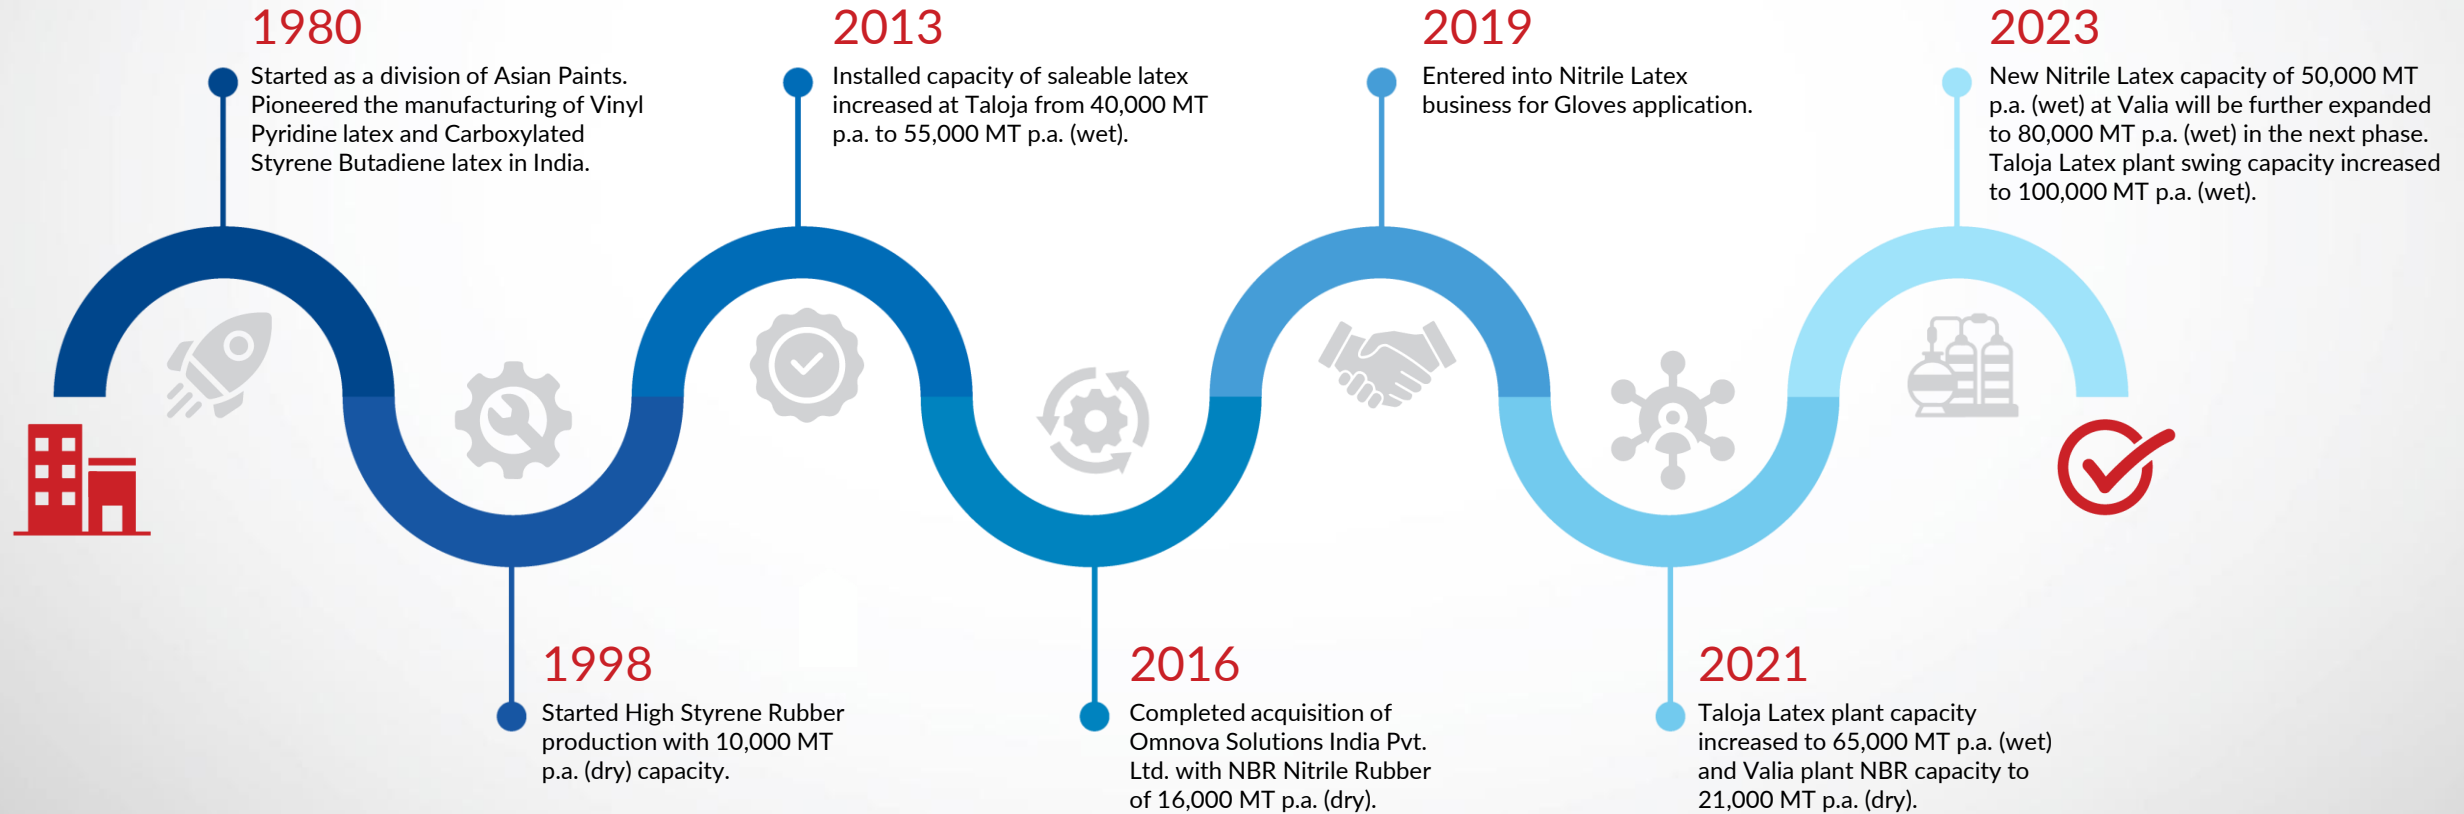 1980
Started as a division of Asian Paints.
Pioneered the manufacturing of Vinyl
Pyridine latex and Carboxylated
Styrene Butadiene latex in India.
1998
Started High Styrene Rubber
production with 10,000 MT
p.a. (dry) capacity.
2013
Installed capacity of saleable latex
increased at Taloja from 40,000 MT
p.a. to 55,000 MT p.a. (wet).
2016
Completed acquisition of
Omnova Solutions India Pvt.
Ltd. with NBR Nitrile Rubber
of 16,000 MT p.a. (dry).
2019
Entered into Nitrile Latex
business for Gloves application.
2021
Taloja Latex plant capacity
increased to 65,000 MT p.a. (wet)
and Valia plant NBR capacity to
21,000 MT p.a. (dry).
2023
New Nitrile Latex capacity of 50,000 MT
p.a. (wet) at Valia will be further expanded
to 80,000 MT p.a. (wet) in the next phase.
Taloja Latex plant swing capacity increased
to 100,000 MT p.a. (wet).